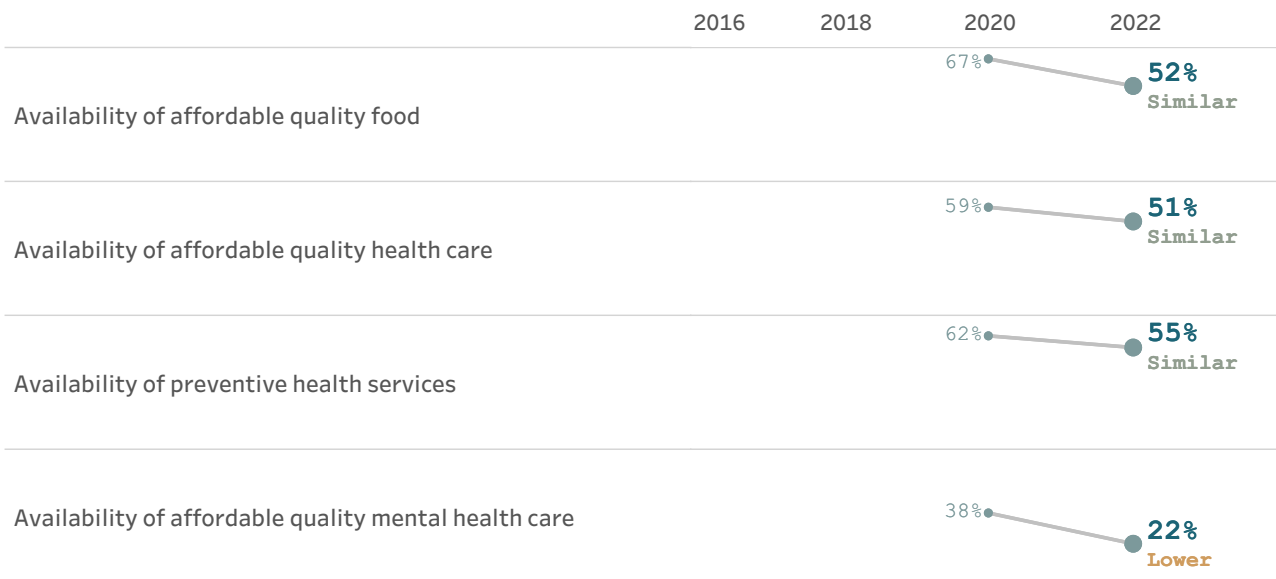 2016 2018 2020 2022
67% 52%
Similar
Availability of affordable quality food
59% 51%
Similar
Availability of affordable quality health care
62% 55%
Similar
Availability of preventive health services
38% 22%
Lower
Availability of affordable quality mental health care